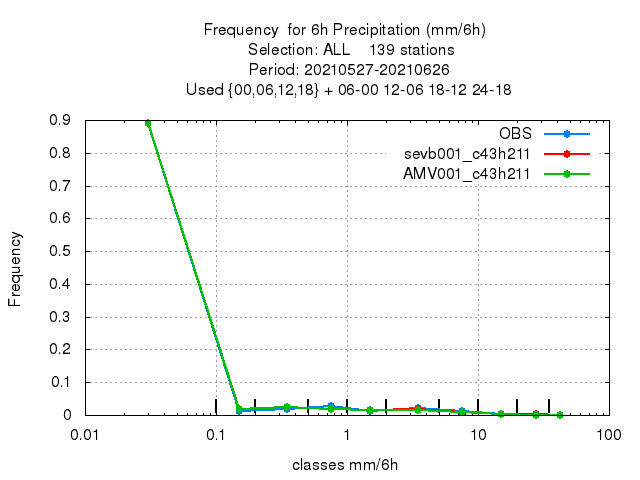 Frequency  for 6h Precipitation (mm/6h)
Selection: ALL    139 stations
Period: 20210527-20210626
Used {00,06,12,18} + 06-00 12-06 18-12 24-18
OBS
sevb001_c43h211
AMV001_c43h211
0.9
0.8
0.7
0.6
0.5
0.4
0.3
0.2
0.1
0
Frequency
0.01
0.1
1
10
100
classes mm/6h